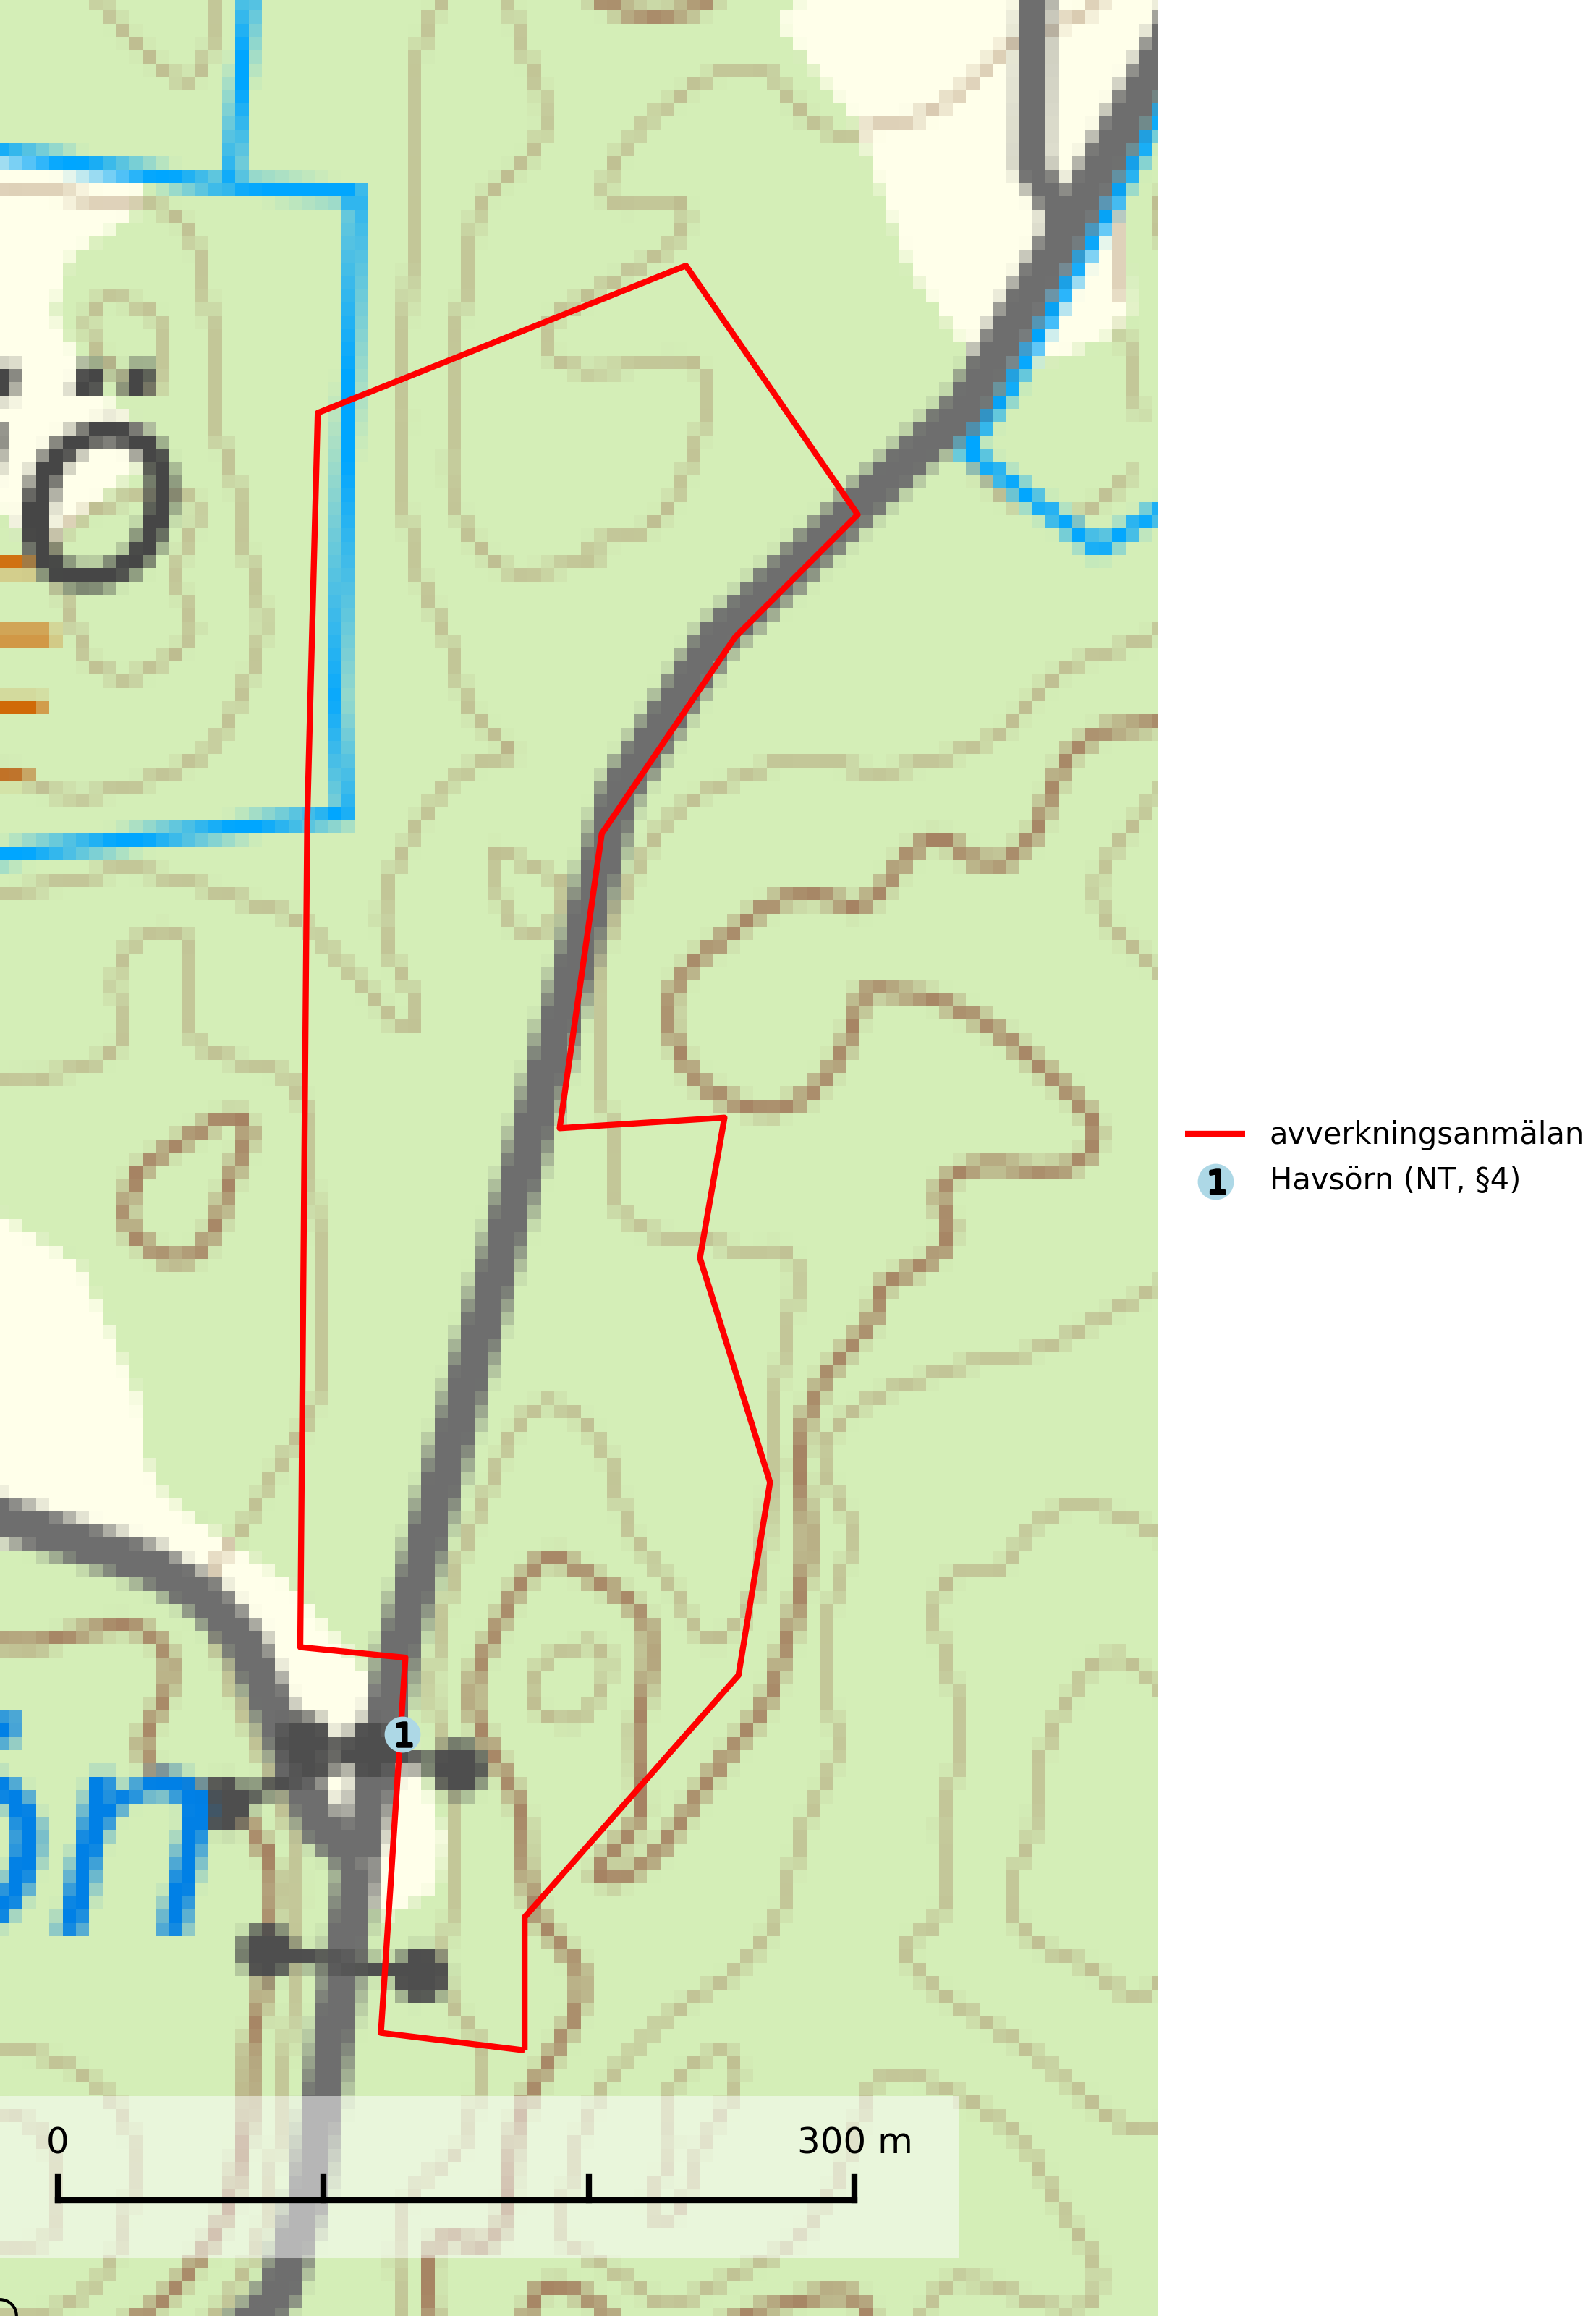 avverkningsanmälan
1 Havsörn (NT, §4)
1
n
0 300 m